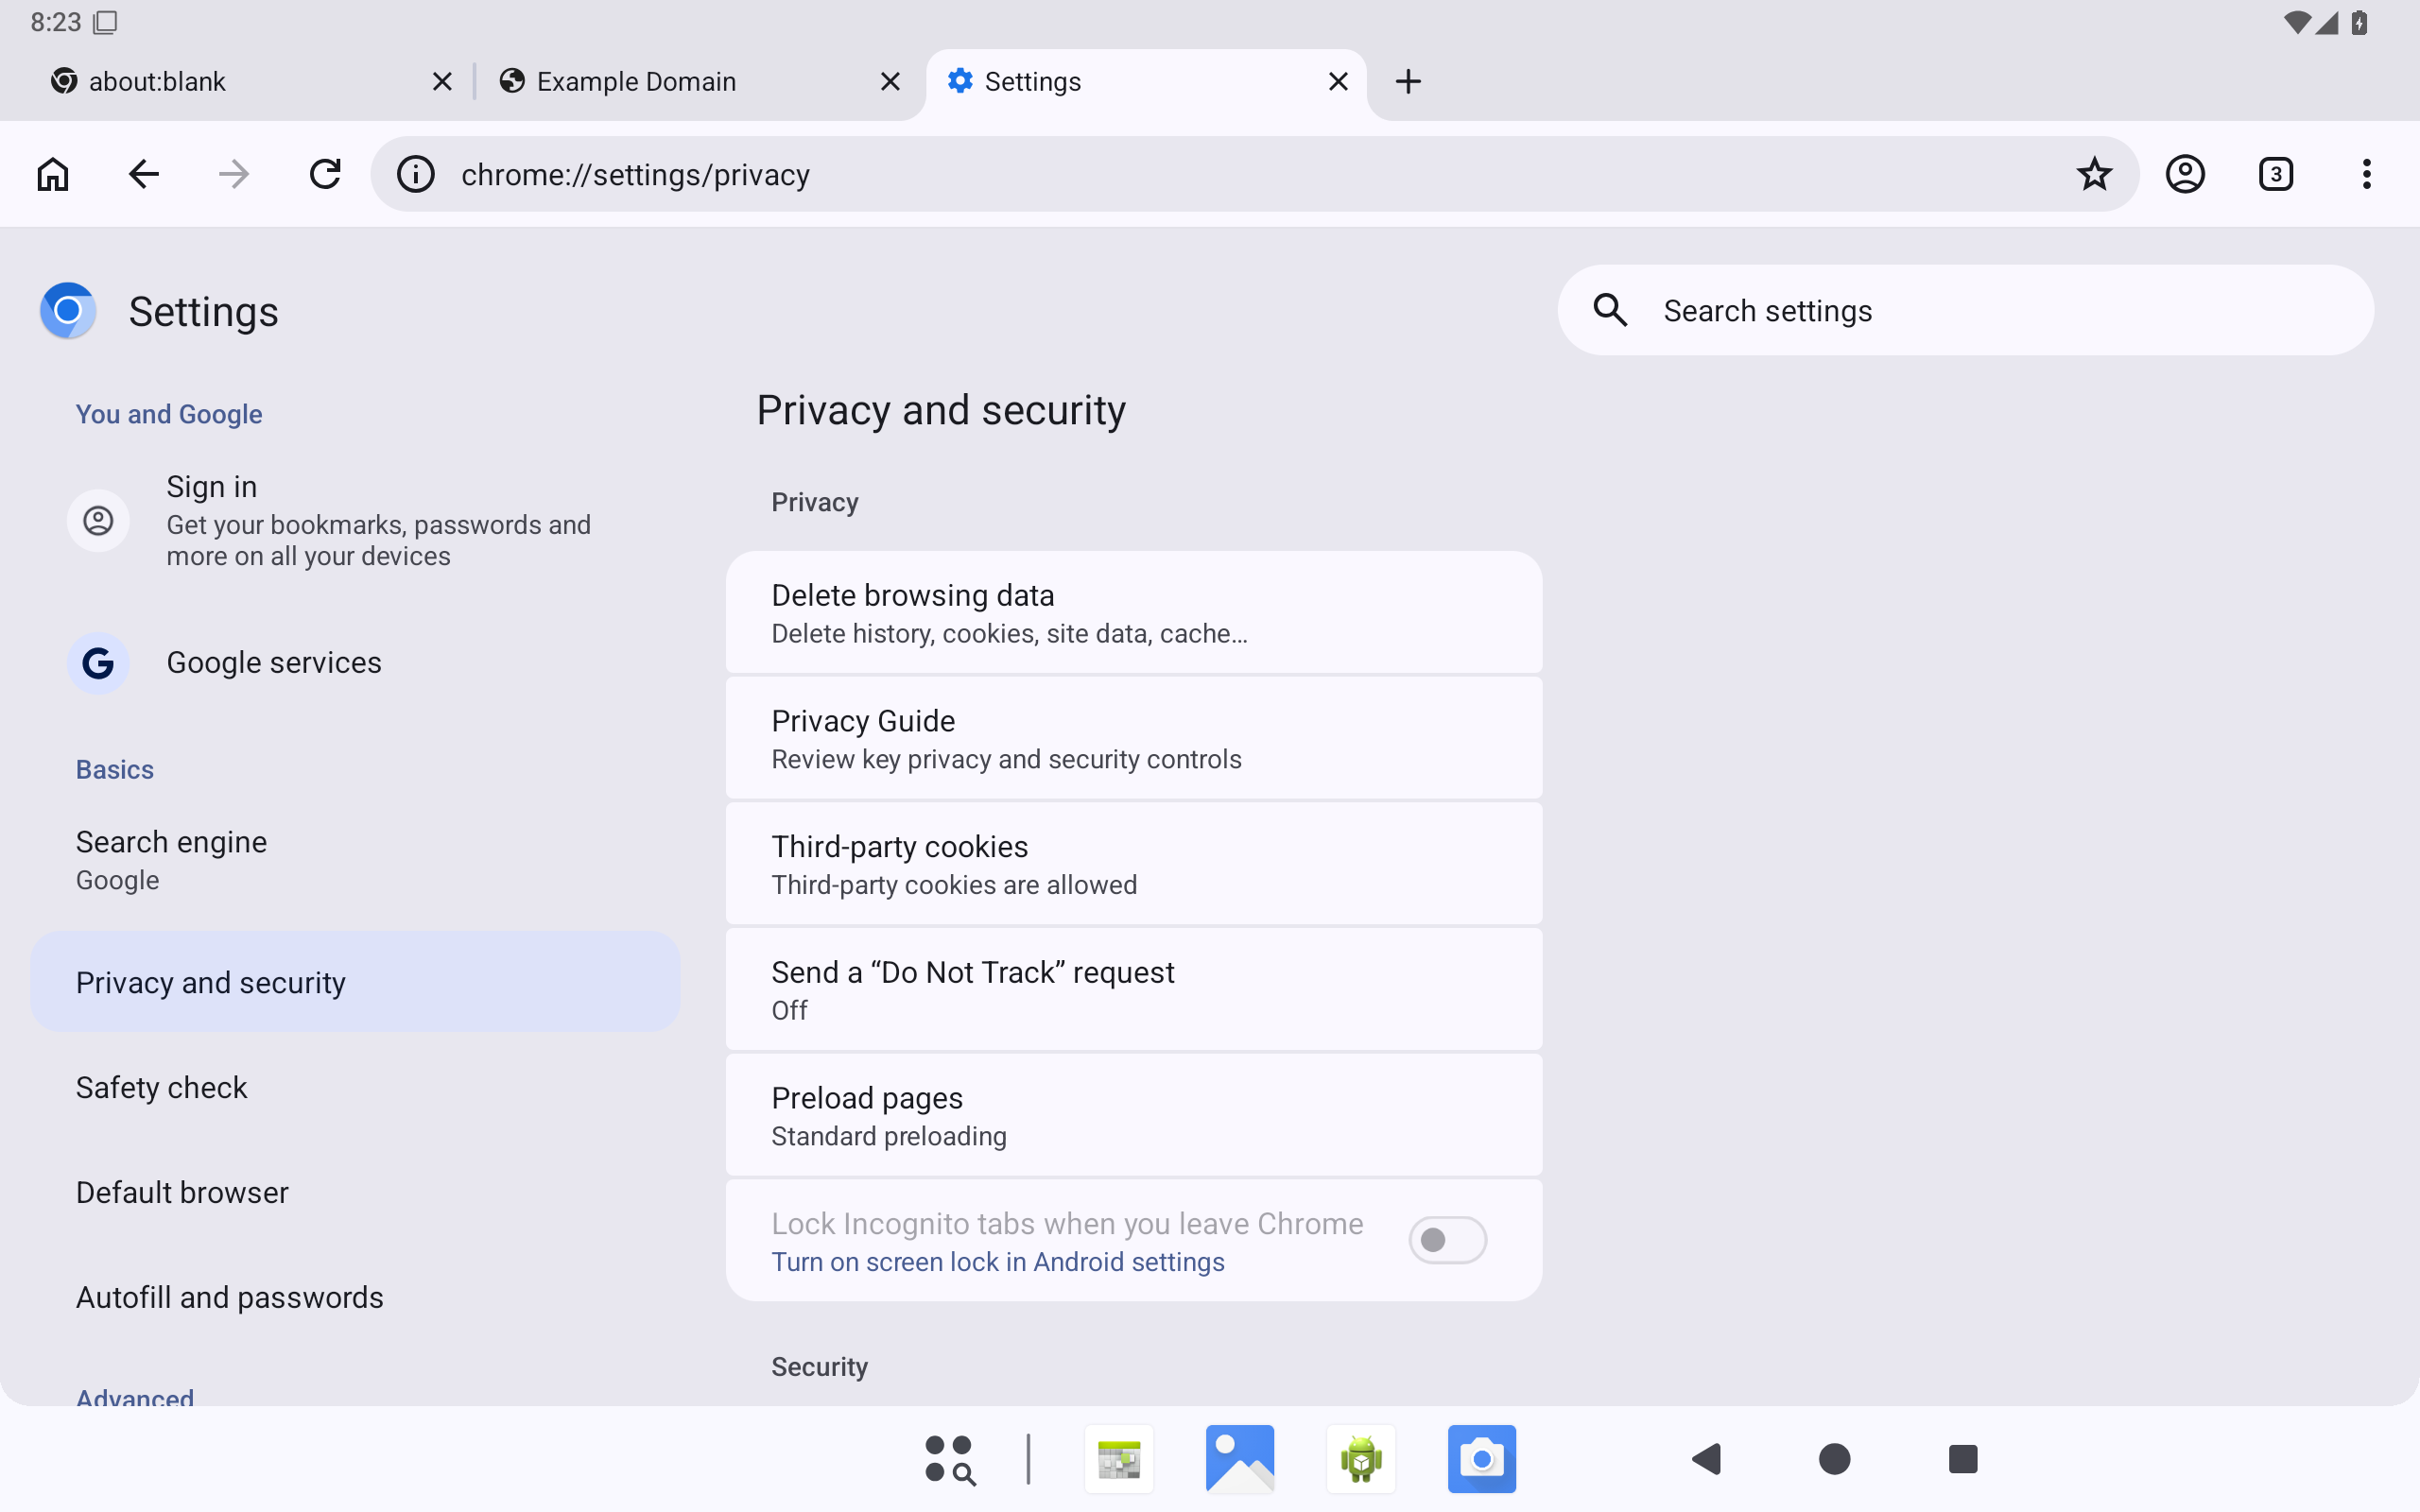 8:23
about:blank
Example Domain
Settings
chrome://settings/privacy
3
Settings
Search settings
You and Google
Sign in
Get your bookmarks, passwords and
more on all your devices
Google services
Basics
Search engine
Google
Privacy and security
Safety check
Default browser
Autofill and passwords
Advanced
Privacy and security
Privacy
Delete browsing data
Delete history, cookies, site data, cache…
Privacy Guide
Review key privacy and security controls
Third-party cookies
Third-party cookies are allowed
Send a “Do Not Track” request
Off
Preload pages
Standard preloading
Lock Incognito tabs when you leave Chrome
Turn on screen lock in Android settings
Security